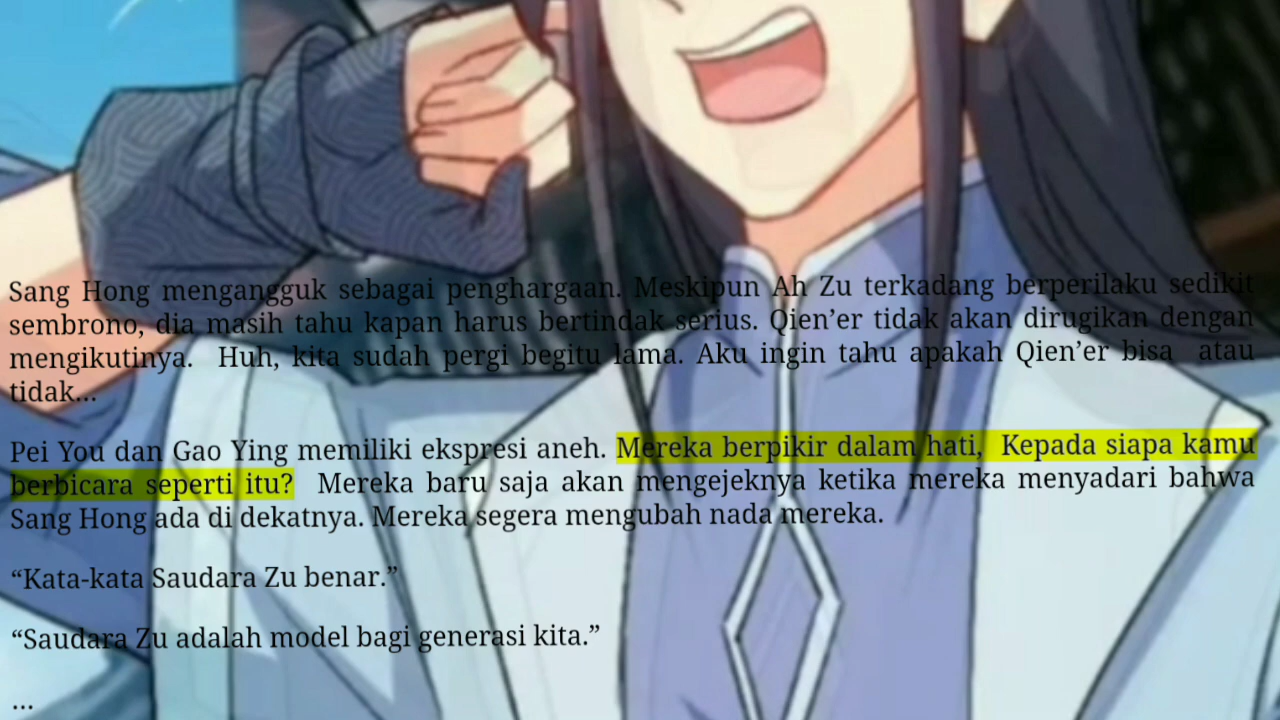 Sang Hong mengangguk sebagai penghargaan. Meskipun Ah Zu terkadang berperilaku sedikit
sembrono, dia masih tahu kapan harus bertindak serius. Qien’er tidak akan dirugikan dengan
mengikutinya. Huh, kita sudah pergi begitu lama. Aku ingin tahu apakah Qien’er bisa atau
tidak...
Pei You dan Gao Ying memiliki ekspresi aneh. Mereka berpikir dalam hati, Kepada siapa kamu
berbicara seperti itu? Mereka baru saja akan mengejeknya ketika mereka menyadari bahwa
Sang Hong ada di dekatnya. Mereka segera mengubah nada mereka.
“Kata-kata Saudara Zu benar.”
“Saudara Zu adalah model bagi generasi kita.”
...